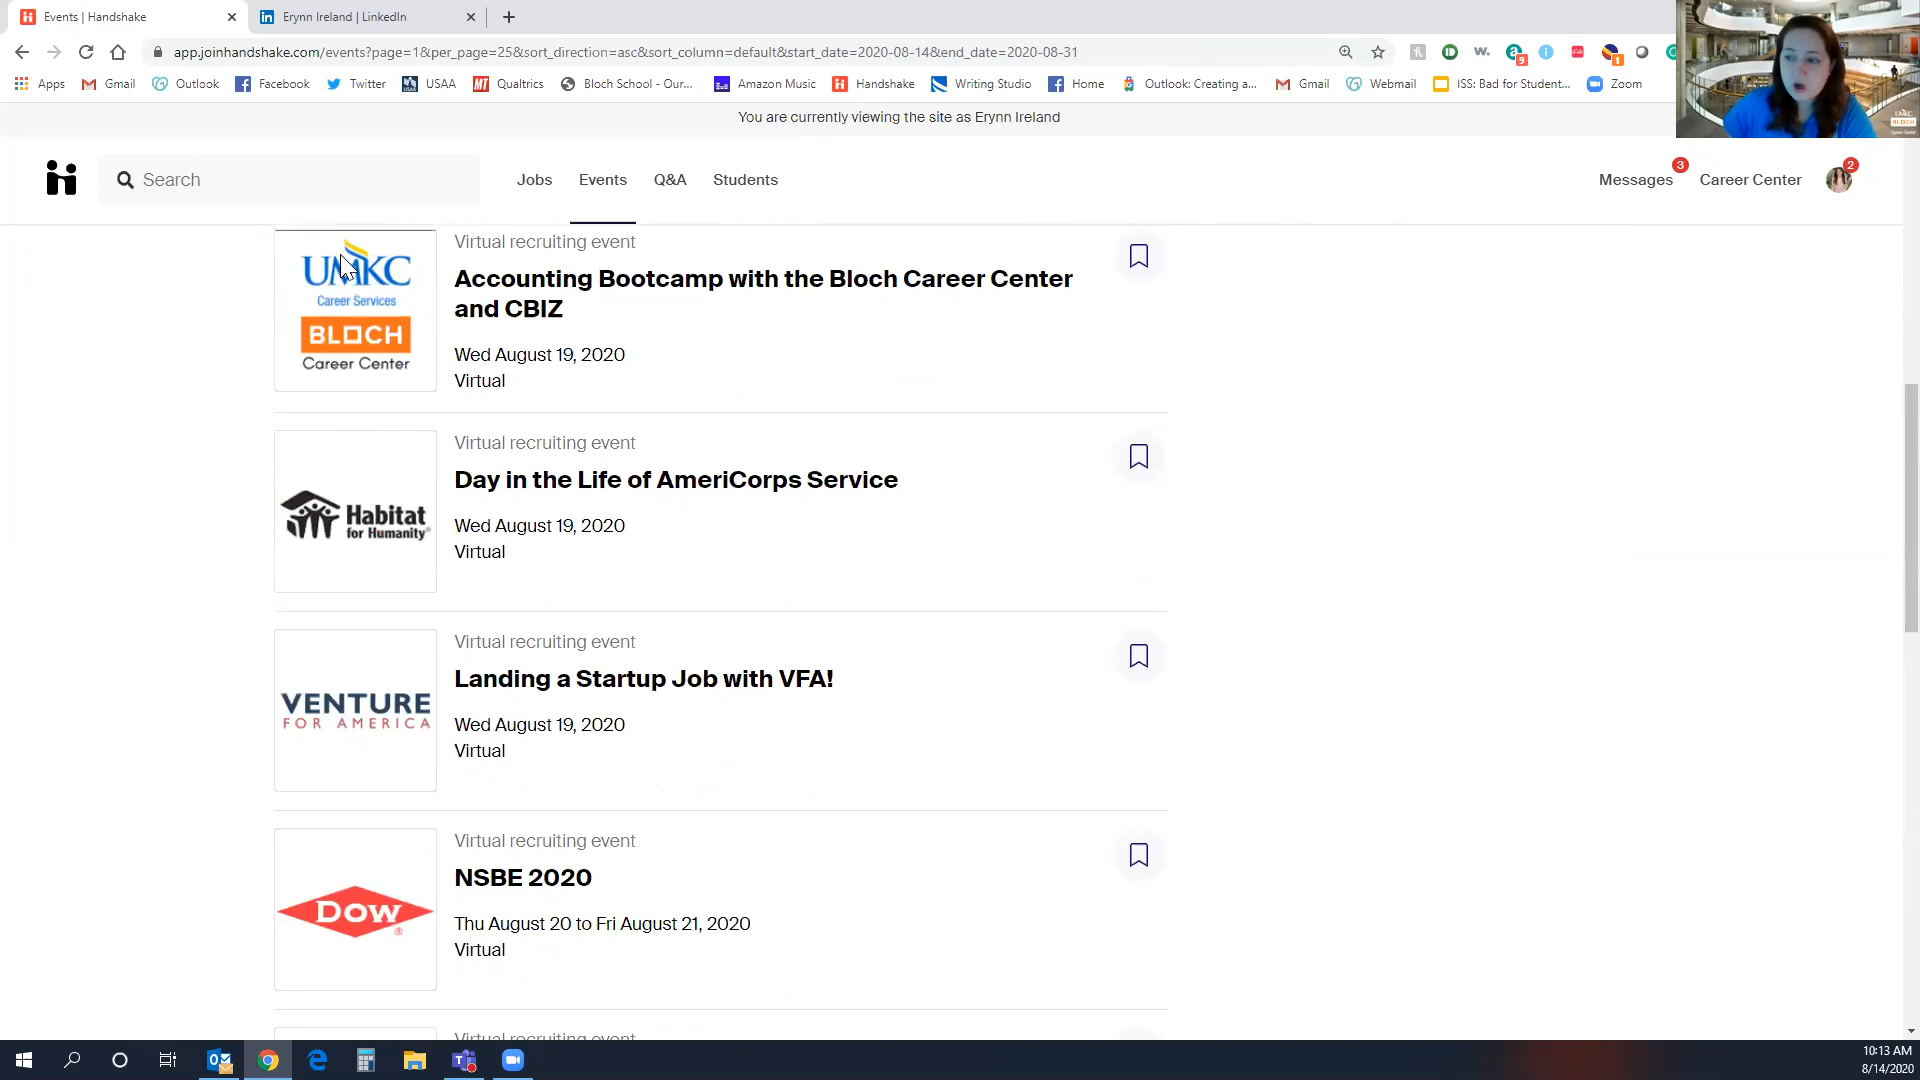 Events | Handshake
Erynn Ireland | LinkedIn
app.joinhandshake.com/events?page=1&per_page=25&sort_direction=asc&sort_column=default&start_date=2020-08-14&end_date=2020-08-31
9
1
Apps
Gmail
Outlook
Facebook
Twitter
USAA
Qualtrics
Bloch School - Our...
Amazon Music
Handshake
Writing Studio
Home
Outlook: Creating a...
Gmail
Webmail
ISS: Bad for Student...
Zoom
You are currently viewing the site as Erynn Ireland
Search
Jobs
Events
Q&A
Students
Messages
3
Career Center
2
UMKC
Career Services
BLOCH
Career Center
Virtual recruiting event
Accounting Bootcamp with the Bloch Career Center
and CBIZ
Wed August 19, 2020
Virtual
Habitat
for Humanity®
Virtual recruiting event
Day in the Life of AmeriCorps Service
Wed August 19, 2020
Virtual
VENTURE
FOR AMERICA
Virtual recruiting event
Landing a Startup Job with VFA!
Wed August 19, 2020
Virtual
DOW
®
Virtual recruiting event
NSBE 2020
Thu August 20 to Fri August 21, 2020
Virtual
Virtual recruiting event
10:13 AM
8/14/2020